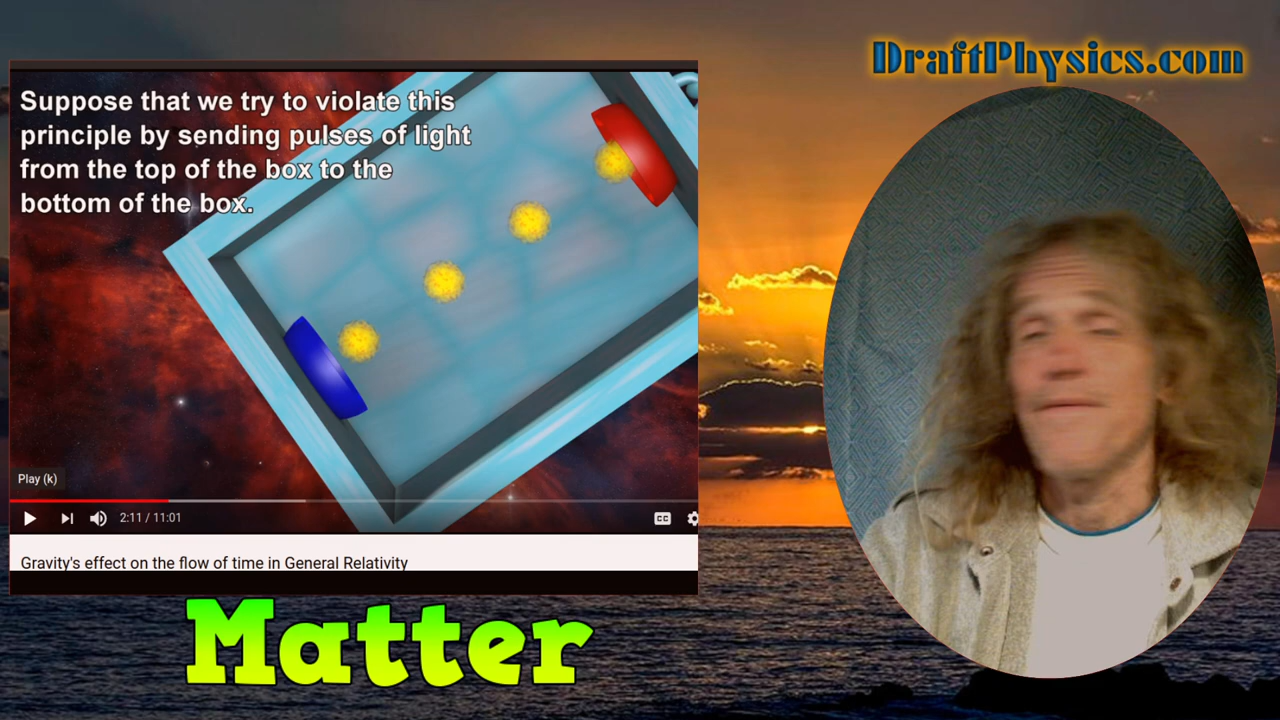 DraftPhysics.com
Suppose that we try to violate this
principle by sending pulses of light
from the top of the box to the
bottom of the box.
Play (k)
2:11 / 11:01
CC
Gravity's effect on the flow of time in General Relativity
Matter